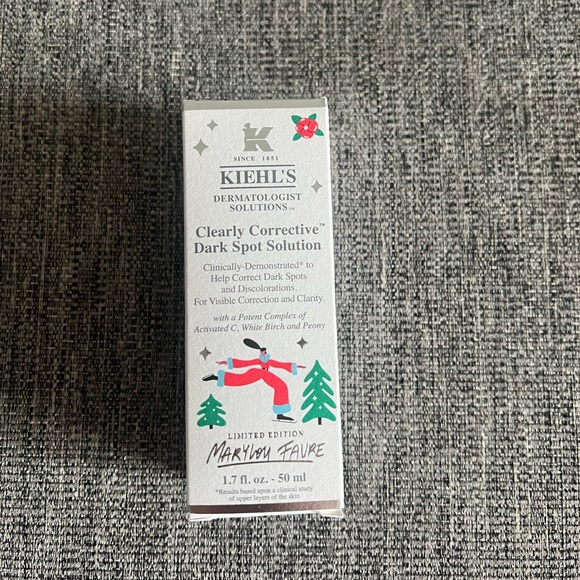 K
SINCE 1851
KIEHL'S
DERMATOLOGIST
SOLUTIONS™
Clearly Corrective™
Dark Spot Solution
Clinically-Demonstrated* to
Help Correct Dark Spots
and Discolorations.
For Visible Correction and Clarity.
with a Potent Complex of
Activated C, White Birch and Peony
LIMITED EDITION
MARYLOU FAURE
1.7 fl. oz. - 50 ml
*Results based upon a clinical study
of upper layers of the skin